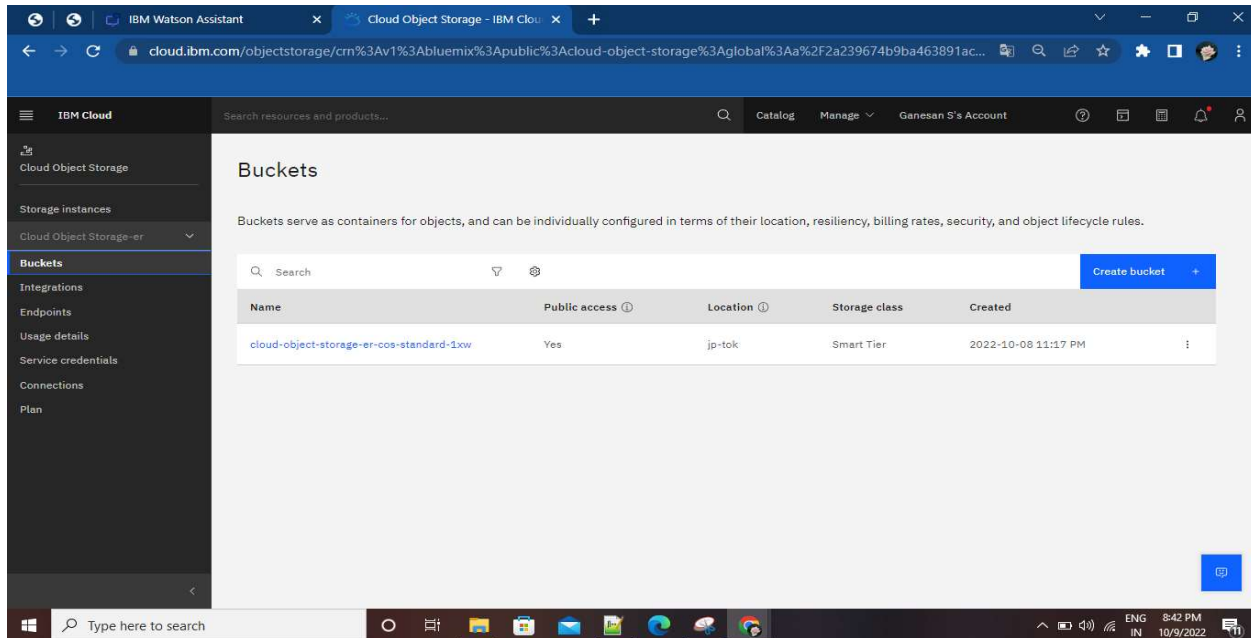 IBM Watson Assistant
Cloud Object Storage - IBM Clou
cloud.ibm.com/objectstorage/crn%3Av1%3Abluemix%3Apublic%3Acloud-object-storage%3Aglobal%3Aa%2F2a239674b9ba463891ac...
IBM Cloud
Search resources and products...
Catalog
Manage
Ganesan S's Account
Cloud Object Storage
Storage instances
Cloud Object Storage-er
Buckets
Integrations
Endpoints
Usage details
Service credentials
Connections
Plan
Buckets
Buckets serve as containers for objects, and can be individually configured in terms of their location, resiliency, billing rates, security, and object lifecycle rules.
Search
Create bucket +
Name Public access Location Storage class Created
cloud-object-storage-er-cos-standard-1xw Yes jp-tok Smart Tier 2022-10-08 11:17 PM
Type here to search
ENG 8:42 PM
IN 10/9/2022
11